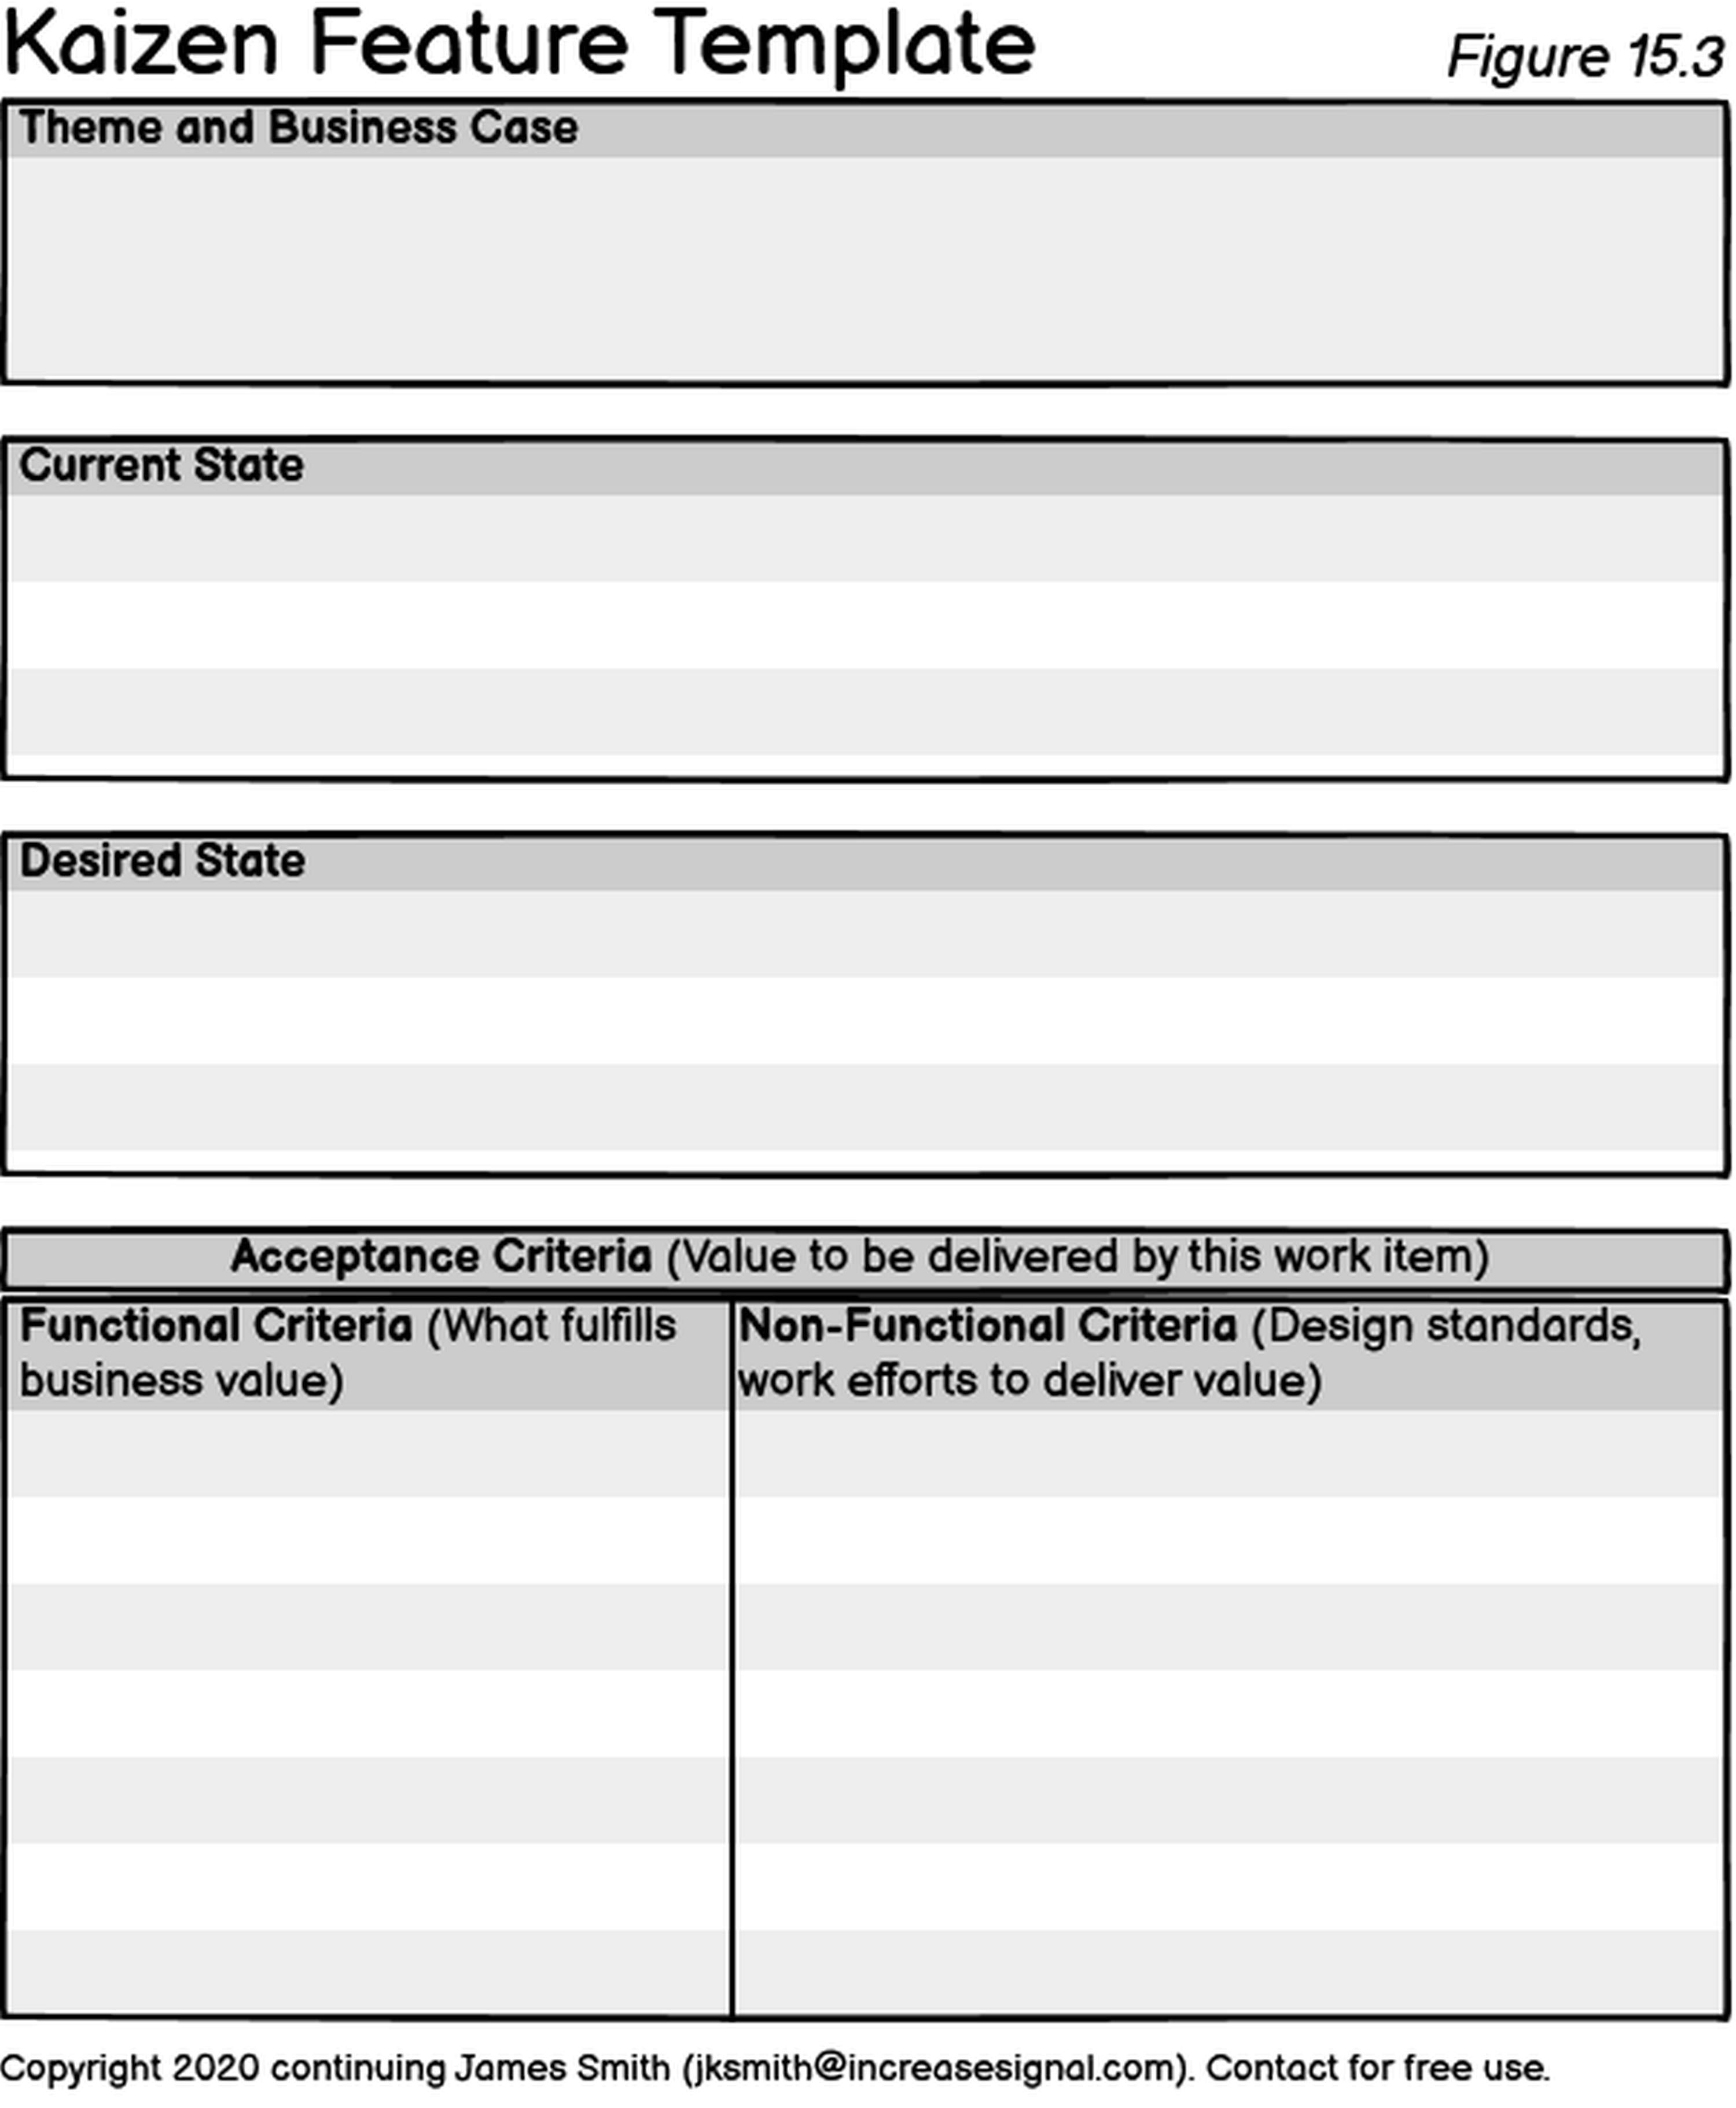 Kaizen Feature Template
Figure 15.3
Theme and Business Case
Current State
Desired State
Acceptance Criteria (Value to be delivered by this work item)
Functional Criteria (What fulfills
business value)
Non-Functional Criteria (Design standards,
work efforts to deliver value)
Copyright 2020 continuing James Smith (jksmith@increasesignal.com). Contact for free use.